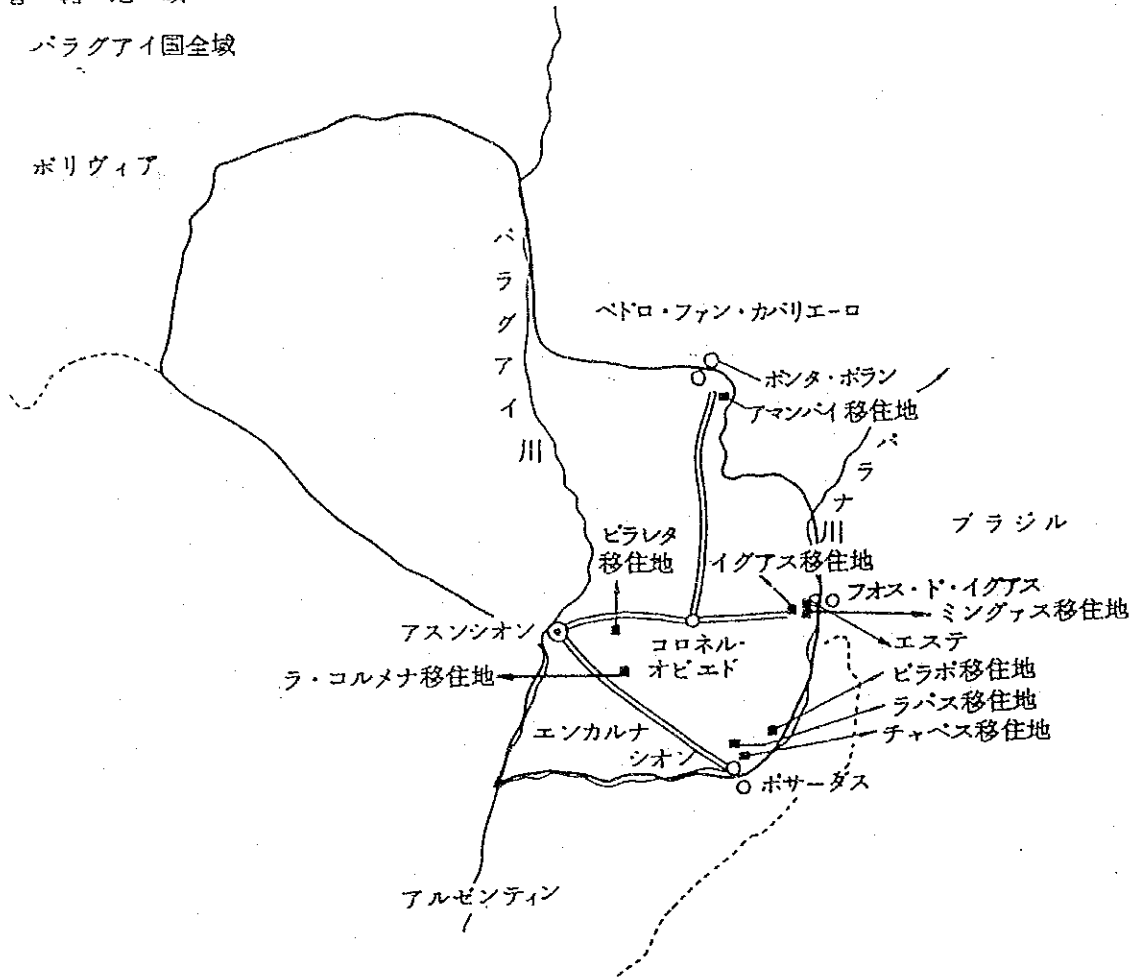 パラグアイ国全域
ボリヴィア
パラグアイ川
ペドロ・ファン・カバリエーロ
ポンタ・ポラン
アマンバイ移住地
パラナ川
ブラジル
ピラレタ
移住地
イグアス移住地
フオス・ド・イグアス
ミングァス移住地
エステ
アスンシオン
コロネル・
オビエド
ラ・コルメナ移住地
ピラポ移住地
ラパス移住地
チャベス移住地
エンカルナ
シオン
ポサーダス
アルゼンティン